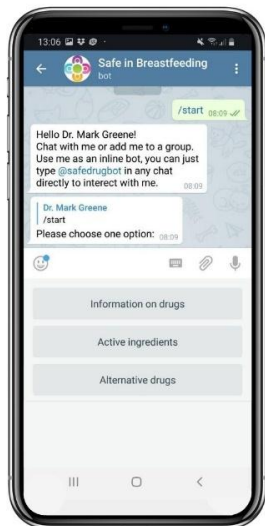 13:06
Safe in Breastfeeding
bot
/start 08:09
Hello Dr. Mark Greene!
Chat with me or add me to a group.
Use me as an inline bot, you can just
type @safedrugbot in any chat
directly to interect with me. 08:09
Dr. Mark Greene
/start
Please choose one option: 08:09
Information on drugs
Active ingredients
Alternative drugs